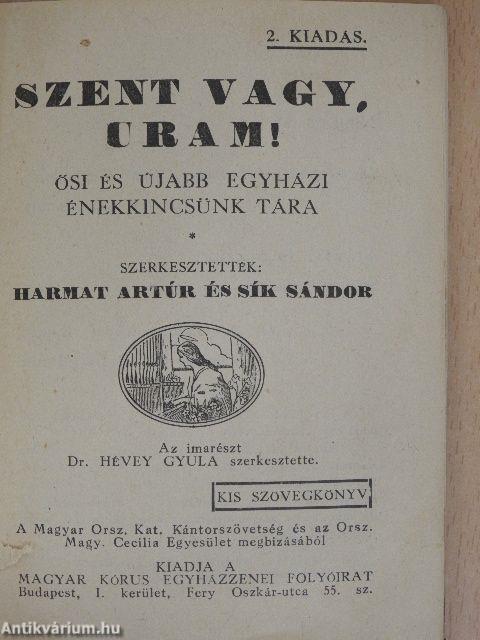 2. KIADÁS.
SZENT VAGY,
URAM!
ŐSI ÉS ÚJABB EGYHÁZI
ÉNEKKINCSÜNK TÁRA
*
SZERKESZTETTÉK:
HARMAT ARTÚR ÉS SÍK SÁNDOR
Az imarészt
Dr. HÉVEY GYULA szerkesztette.
KIS SZÖVEGKÖNYV
A Magyar Orsz. Kat. Kántorszövetség és az Orsz.
Magy. Cecilia Egyesület megbizásából
KIADJA A
MAGYAR KÓRUS EGYHÁZZENEI FOLYÓIRAT
Budapest, I. kerület, Fery Oszkár-utca 55. sz.
Antikvárium.hu